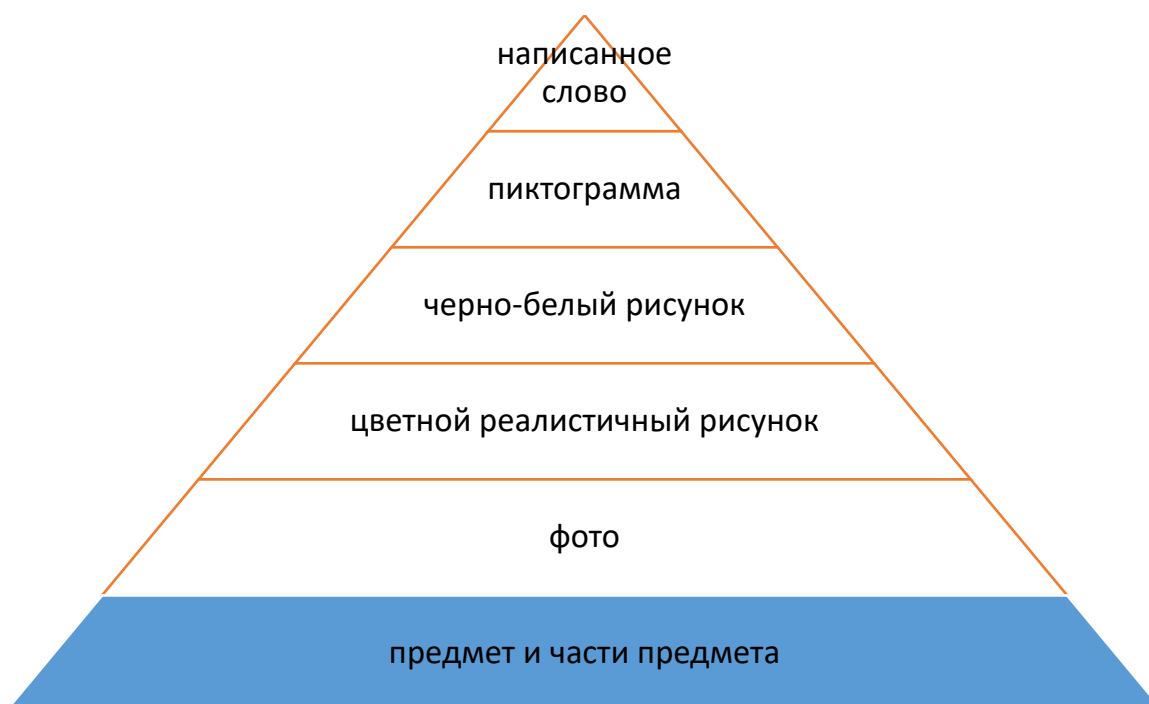 написанное
слово
пиктограмма
черно-белый рисунок
цветной реалистичный рисунок
фото
предмет и части предмета